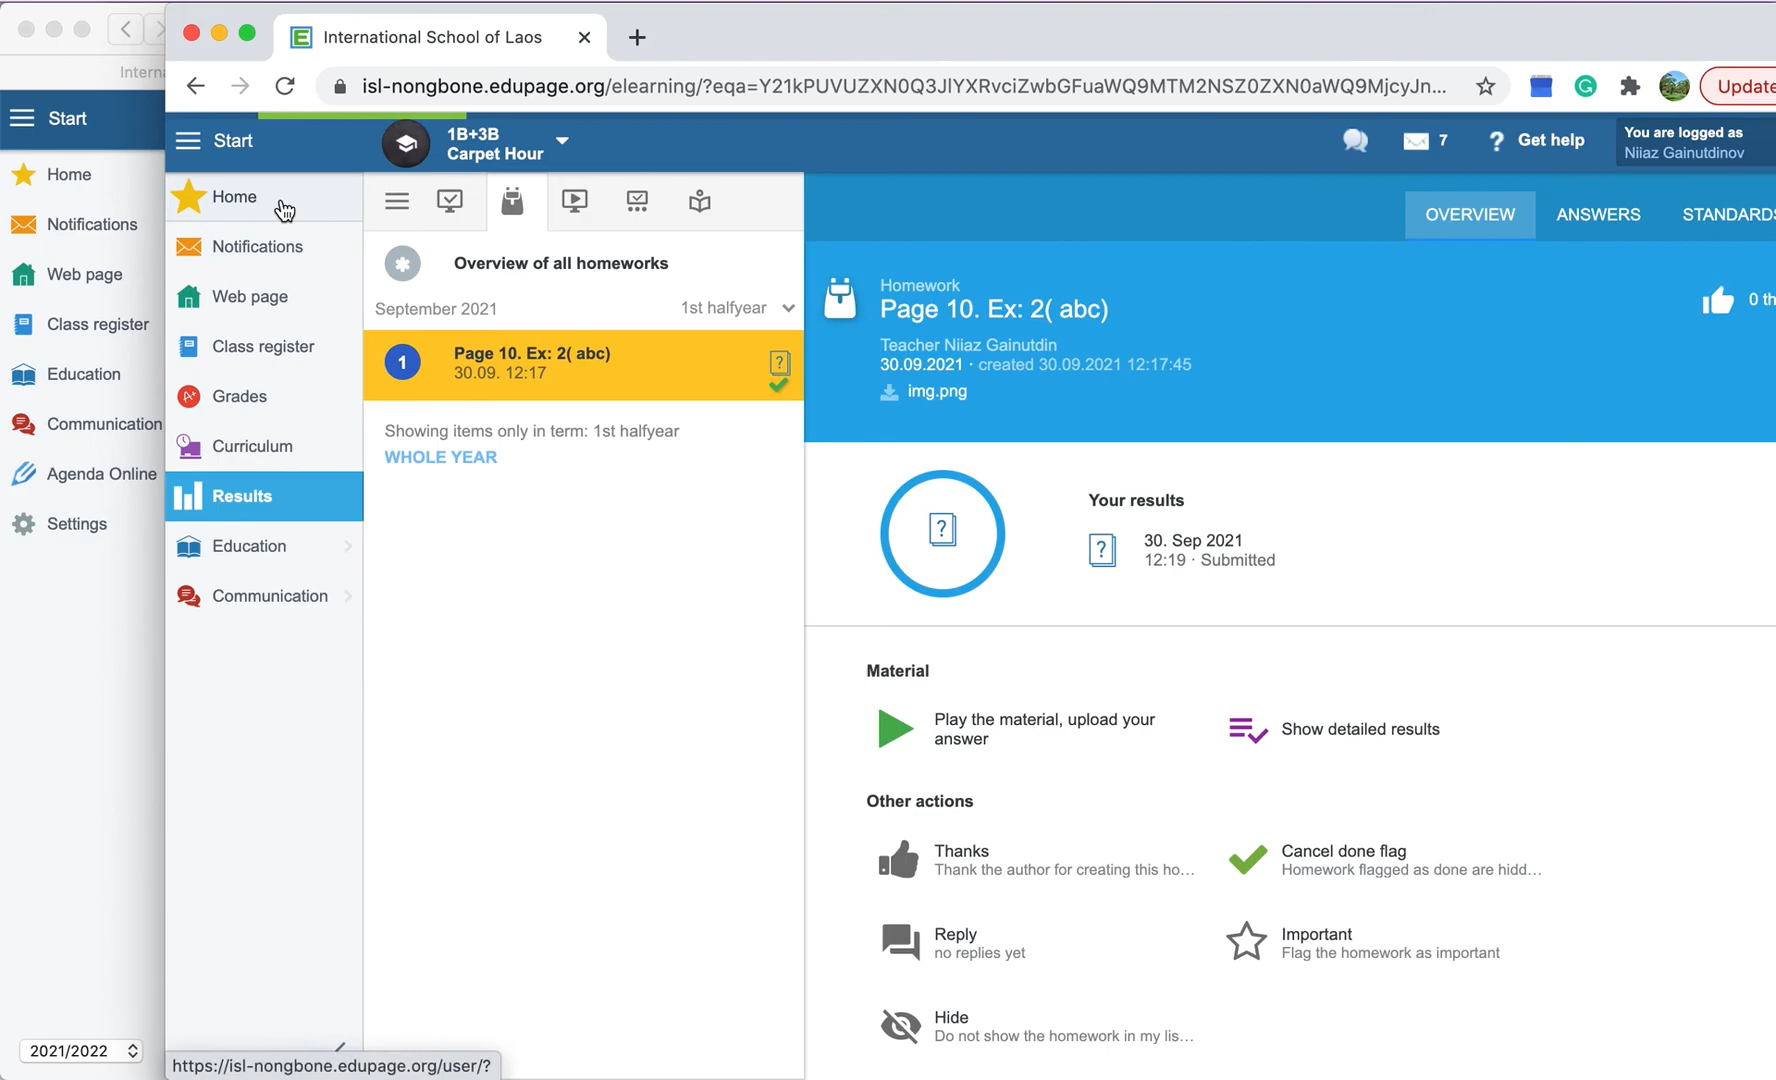 Interna
Start
Home
Notifications
Web page
Class register
Education
Communication
Agenda Online
Settings
2021/2022
International School of Laos
isl-nongbone.edupage.org/elearning/?eqa=Y21kPUVUZXN0Q3JlYXRvciZwbGFuaWQ9MTM2NSZ0ZXN0aWQ9MjcyJn...
Update
Start
1B+3B
Carpet Hour
7
? Get help
You are logged as
Niiaz Gainutdinov
Home
Notifications
Web page
Class register
A+ Grades
Curriculum
Results
Education
Communication
https://isl-nongbone.edupage.org/user/?
Overview of all homeworks
September 2021
1st halfyear
1
Page 10. Ex: 2( abc)
30.09. 12:17
?
Showing items only in term: 1st halfyear
WHOLE YEAR
OVERVIEW
ANSWERS
STANDARDS
Homework
Page 10. Ex: 2( abc)
Teacher Niiaz Gainutdin
30.09.2021 · created 30.09.2021 12:17:45
img.png
0 th
?
Your results
?
30. Sep 2021
12:19 · Submitted
Material
Play the material, upload your
answer
Show detailed results
Other actions
Thanks
Thank the author for creating this ho...
Cancel done flag
Homework flagged as done are hidd...
Reply
no replies yet
Important
Flag the homework as important
Hide
Do not show the homework in my lis...